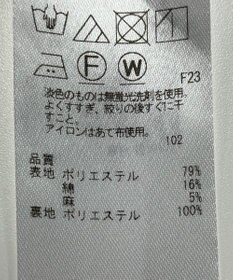 F W
F23
淡色のものは無蛍光洗剤を使用。
よくすすぎ、絞りの後すぐに干
すこと。
アイロンはあて布使用。
102
品質
表地 ポリエステル 79%
綿 16%
麻 5%
裏地 ポリエステル 100%